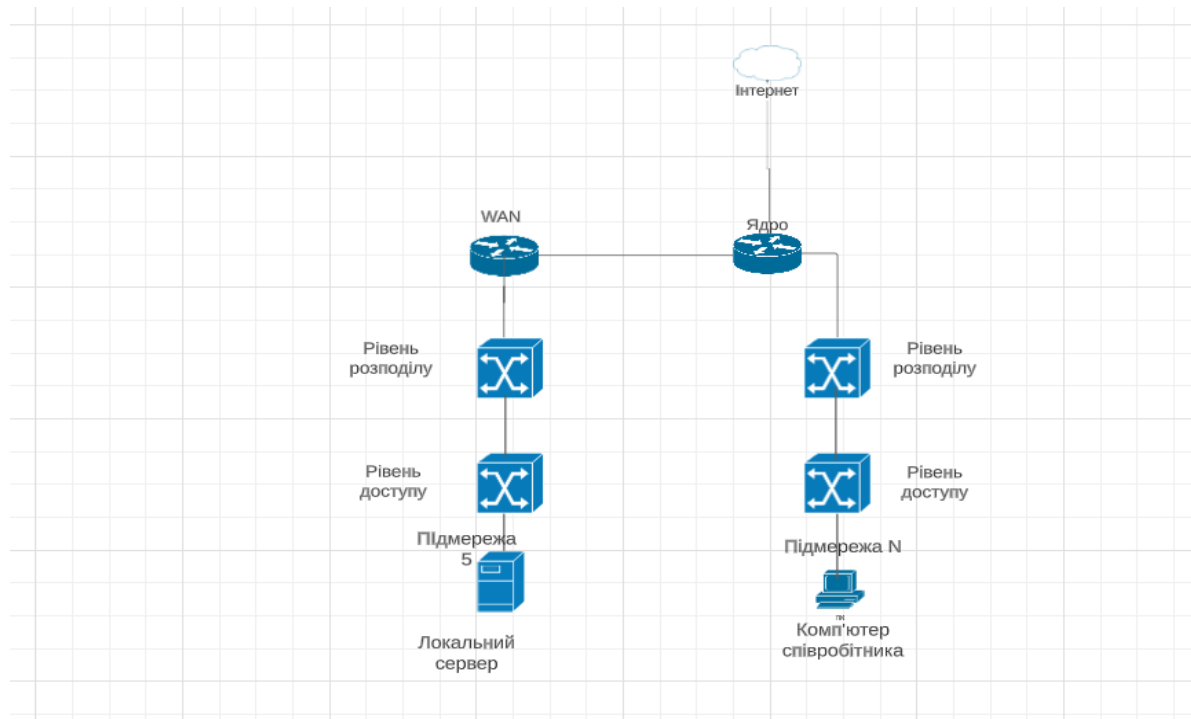 Інтернет
WAN
Ядро
Рівень
розподілу
Рівень
розподілу
Рівень
доступу
Рівень
доступу
ПІдмережа
5
Підмережа N
ПК
Комп'ютер
співробітника
Локальний
сервер